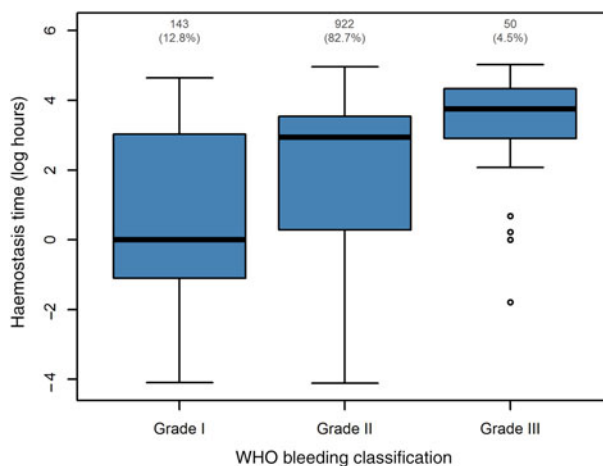 143 922 50
(12.8%) (82.7%) (4.5%)
6
4
2
0
−2
−4
Haemostasis time (log hours)
Grade I Grade II Grade III
WHO bleeding classification